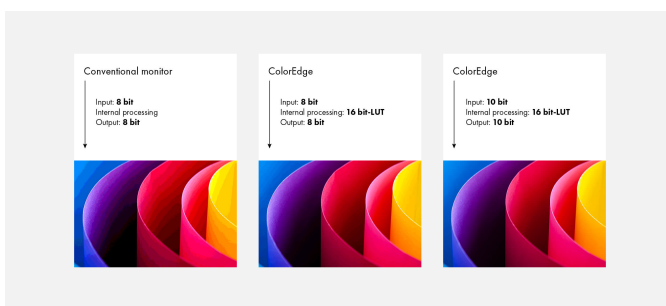 Conventional monitor
Input: 8 bit
Internal processing
Output: 8 bit
ColorEdge
Input: 8 bit
Internal processing: 16 bit-LUT
Output: 8 bit
ColorEdge
Input: 10 bit
Internal processing: 16 bit-LUT
Output: 10 bit